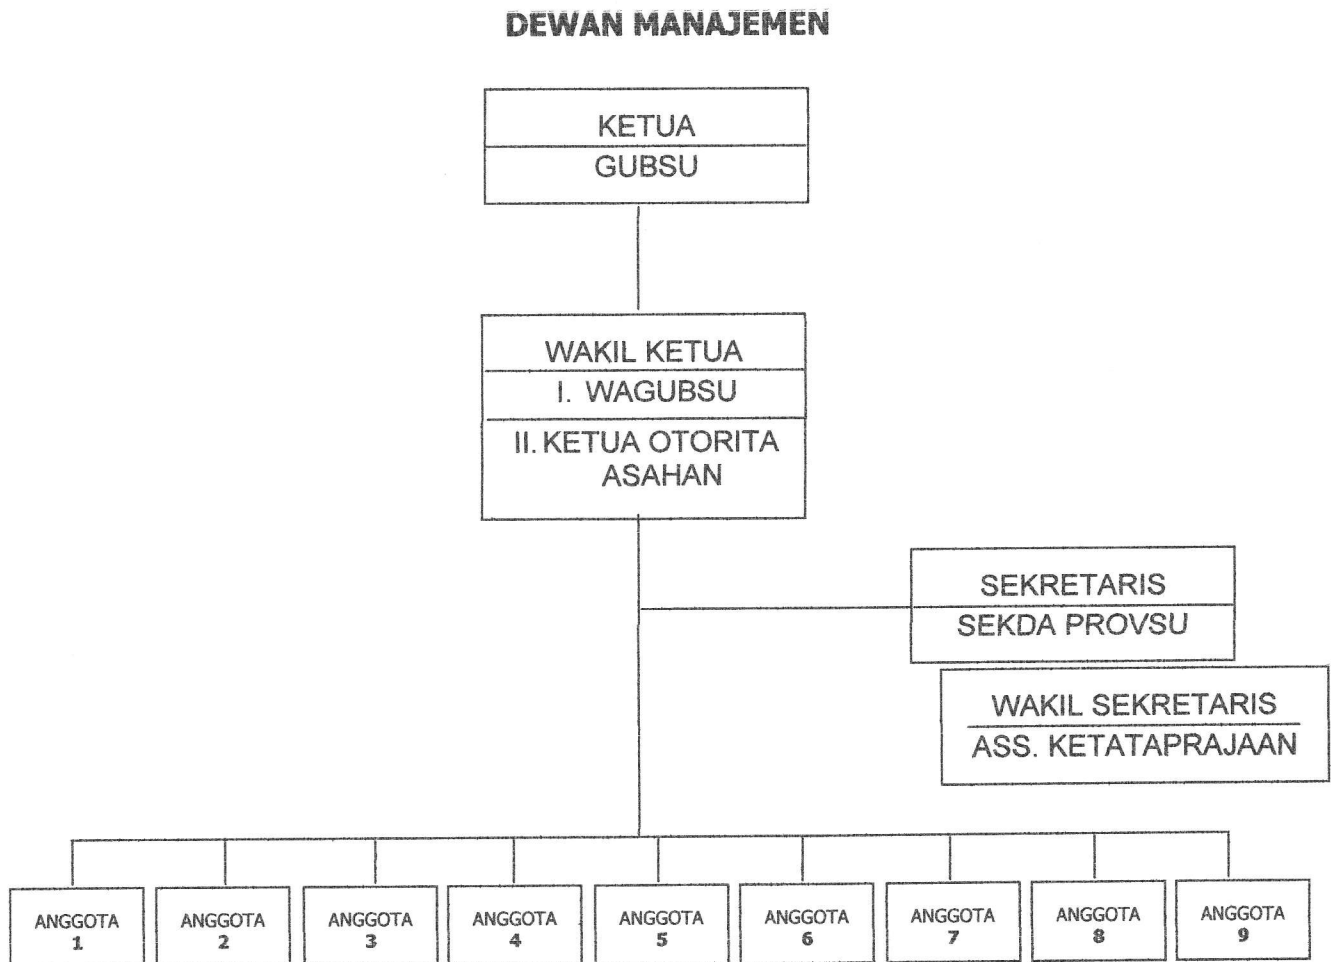 DEWAN MANAJEMEN
KETUA
GUBSU
WAKIL KETUA
I. WAGUBSU
II. KETUA OTORITA
ASAHAN
SEKRETARIS
SEKDA PROVSU
WAKIL SEKRETARIS
ASS. KETATAPRAJAAN
ANGGOTA
1
ANGGOTA
2
ANGGOTA
3
ANGGOTA
4
ANGGOTA
5
ANGGOTA
6
ANGGOTA
7
ANGGOTA
8
ANGGOTA
9